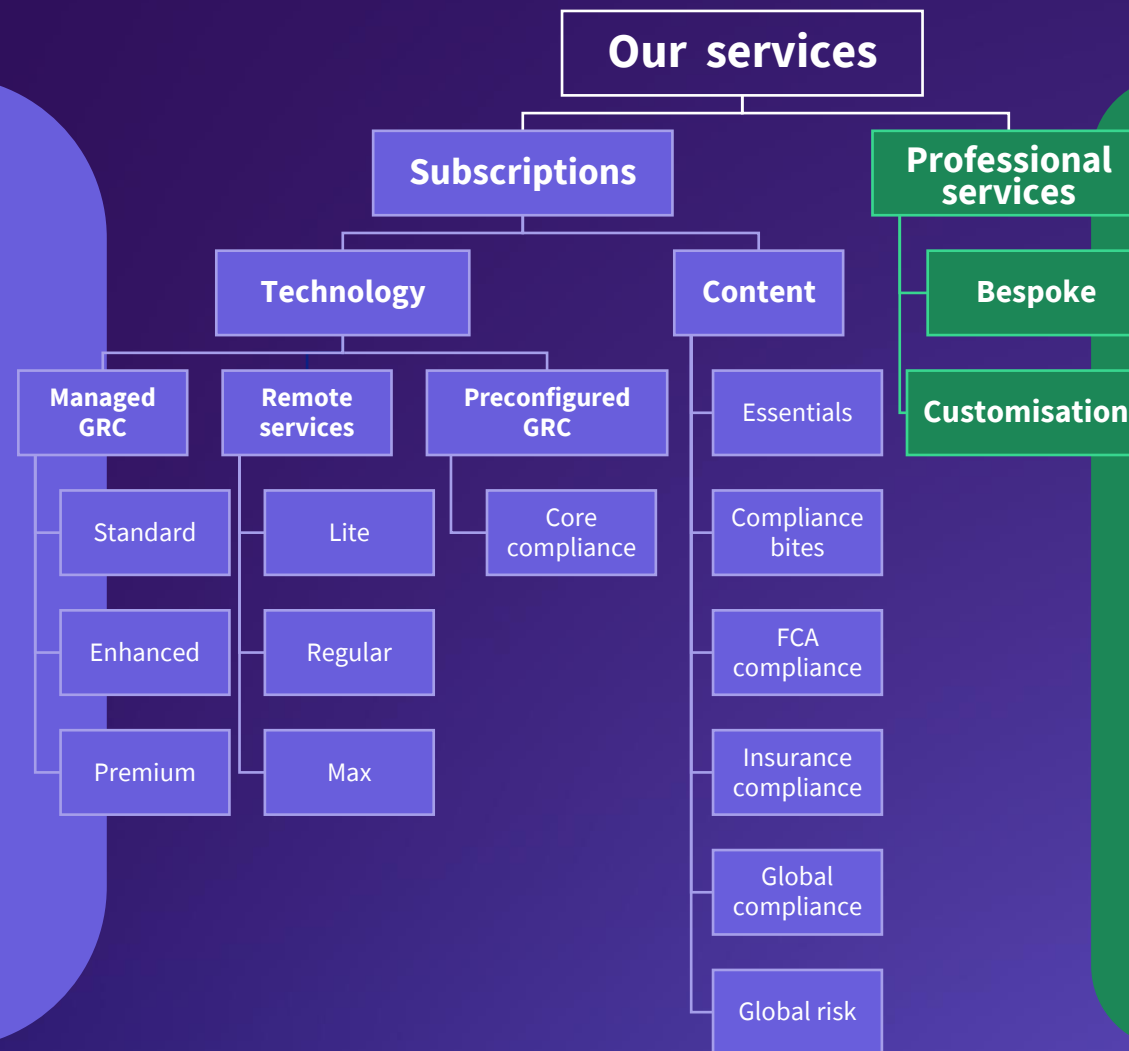 Our services
Subscriptions
Professional
services
Technology
Content
Bespoke
Managed
GRC
Remote
services
Preconfigured
GRC
Essentials
Customisation
Standard
Lite
Core
compliance
Compliance
bites
Enhanced
Regular
FCA
compliance
Premium
Max
Insurance
compliance
Global
compliance
Global risk